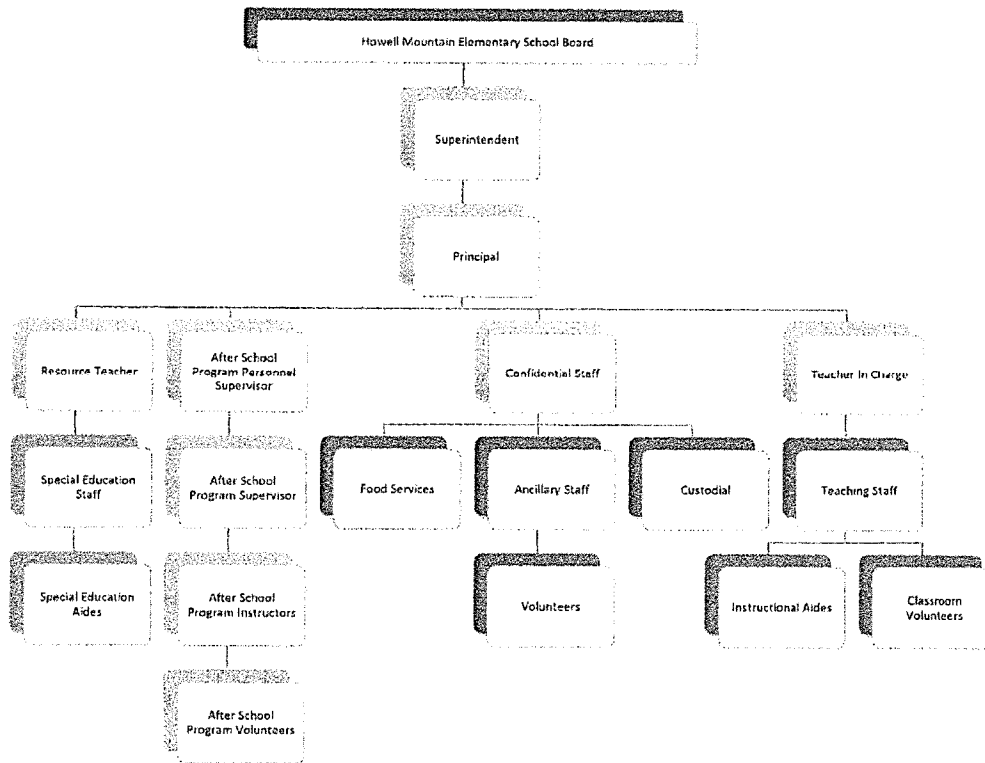 Howell Mountain Elementary School Board
Superintendent
Principal
Resource Teacher
After School
Program Personnel
Supervisor
Confidential Staff
Teacher In Charge
Special Education
Staff
After School
Program Supervisor
Food Services
Ancillary Staff
Custodial
Teaching Staff
Special Education
Aides
After School
Program Instructors
Volunteers
Instructional Aides
Classroom
Volunteers
After School
Program Volunteers